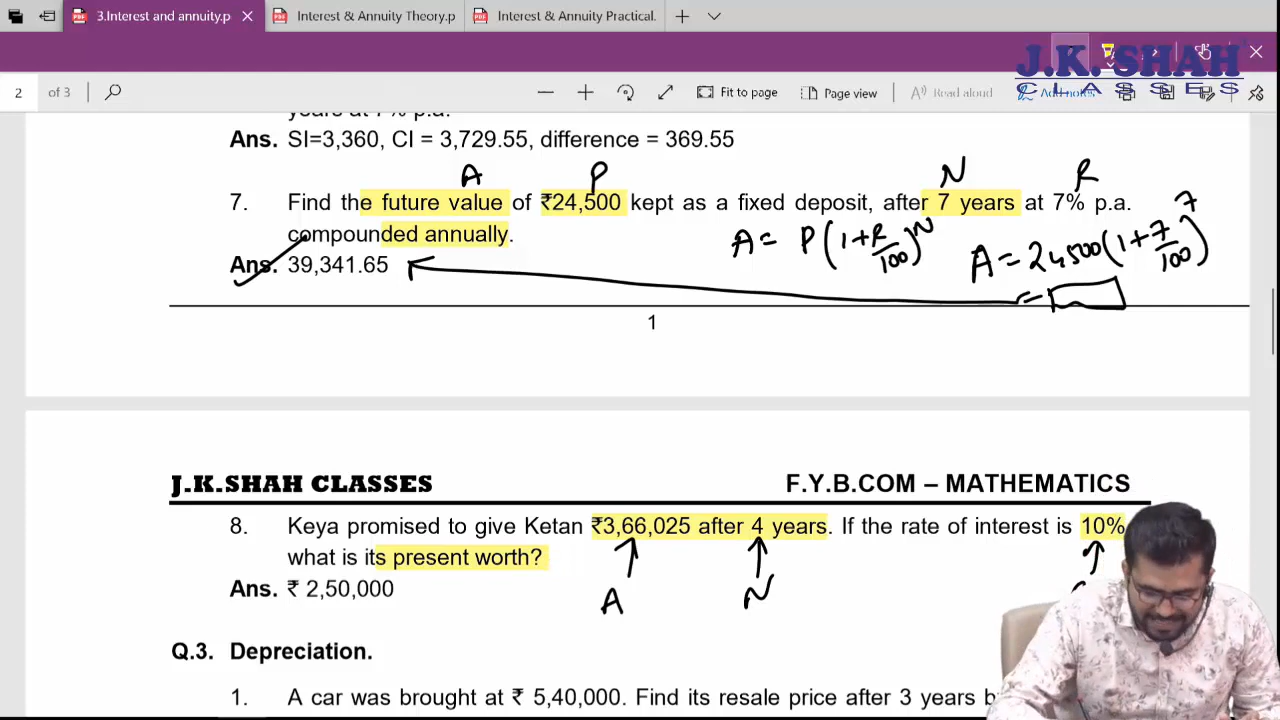 3.Interest and annuity.p
Interest & Annuity Theory.p
Interest & Annuity Practical.
J.K. SHAH
CLASSES
2 of 3
Fit to page
Page view
Read aloud
Add notes
years at 7% p.a.
Ans. SI=3,360, CI = 3,729.55, difference = 369.55
A P N R
7. Find the future value of ₹24,500 kept as a fixed deposit, after 7 years at 7% p.a.
compounded annually.
A = P(1+R/100)^N
A = 24500(1+7/100)^7
Ans. 39,341.65
=
1
J.K.SHAH CLASSES F.Y.B.COM – MATHEMATICS
8. Keya promised to give Ketan ₹3,66,025 after 4 years. If the rate of interest is 10%
what is its present worth?
Ans. ₹ 2,50,000
A N
Q.3. Depreciation.
1. A car was brought at ₹ 5,40,000. Find its resale price after 3 years